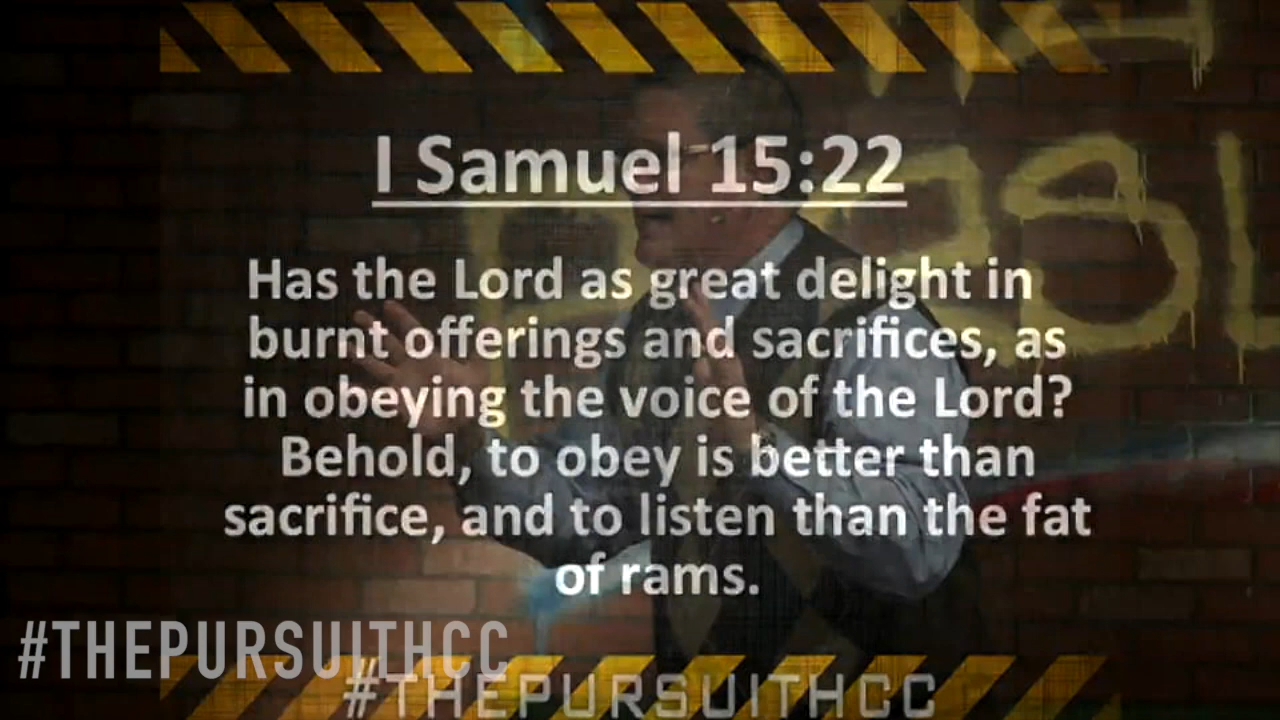 I Samuel 15:22
Has the Lord as great delight in
burnt offerings and sacrifices, as
in obeying the voice of the Lord?
Behold, to obey is better than
sacrifice, and to listen than the fat
of rams.
#THEPURSUITHCC
#THEPURSUITHCC